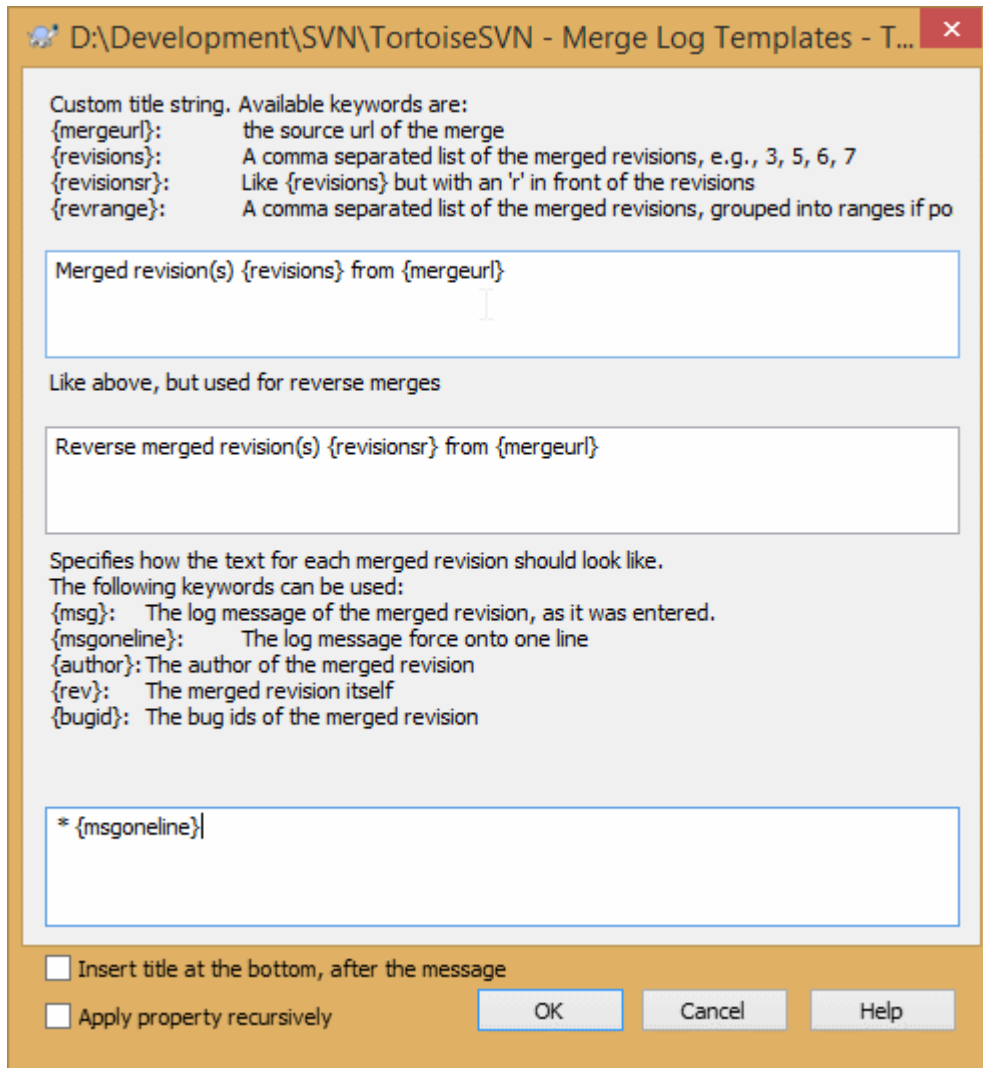 D:\Development\SVN\TortoiseSVN - Merge Log Templates - T...
Custom title string. Available keywords are:
{mergeurl}: the source url of the merge
{revisions}: A comma separated list of the merged revisions, e.g., 3, 5, 6, 7
{revisionsr}: Like {revisions} but with an 'r' in front of the revisions
{revrange}: A comma separated list of the merged revisions, grouped into ranges if po
Merged revision(s) {revisions} from {mergeurl}
Like above, but used for reverse merges
Reverse merged revision(s) {revisionsr} from {mergeurl}
Specifies how the text for each merged revision should look like.
The following keywords can be used:
{msg}: The log message of the merged revision, as it was entered.
{msgoneline}: The log message force onto one line
{author}: The author of the merged revision
{rev}: The merged revision itself
{bugid}: The bug ids of the merged revision
* {msgoneline}
Insert title at the bottom, after the message
Apply property recursively
OK Cancel Help